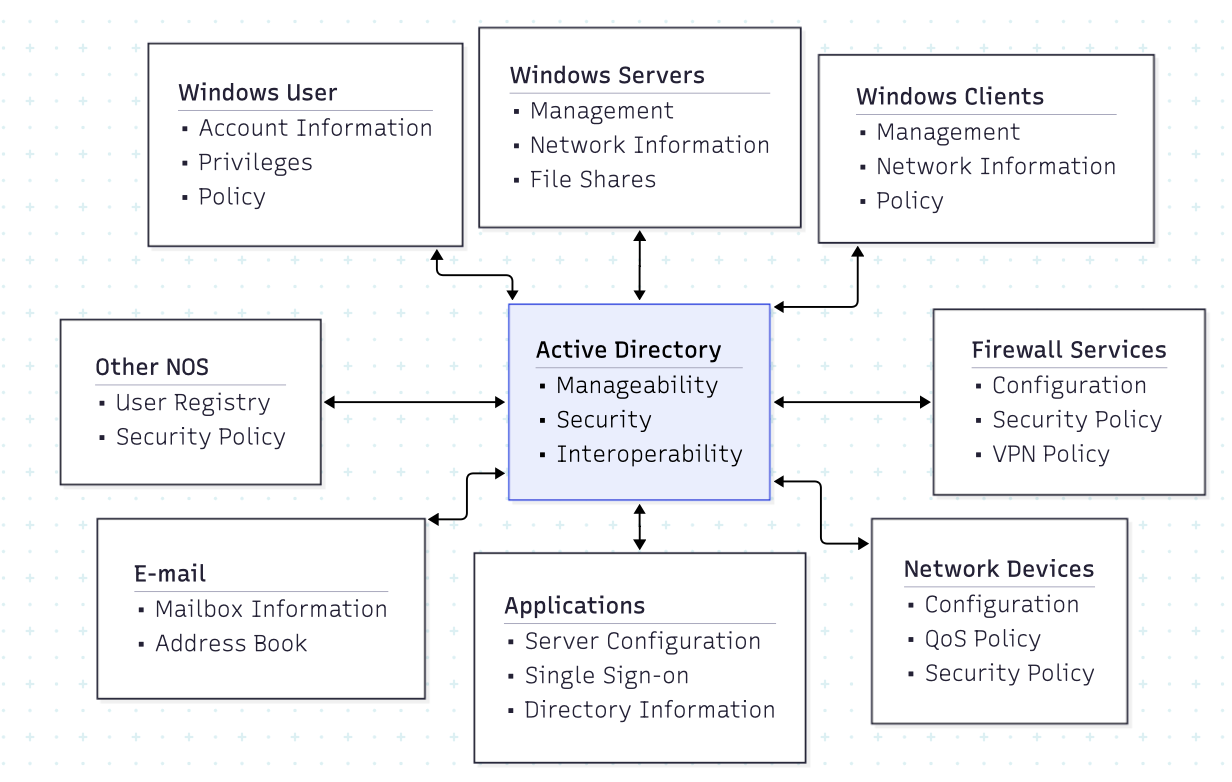 Windows User
▪ Account Information
▪ Privileges
▪ Policy
Windows Servers
▪ Management
▪ Network Information
▪ File Shares
Windows Clients
▪ Management
▪ Network Information
▪ Policy
Other NOS
▪ User Registry
▪ Security Policy
Active Directory
▪ Manageability
▪ Security
▪ Interoperability
Firewall Services
▪ Configuration
▪ Security Policy
▪ VPN Policy
E-mail
▪ Mailbox Information
▪ Address Book
Applications
▪ Server Configuration
▪ Single Sign-on
▪ Directory Information
Network Devices
▪ Configuration
▪ QoS Policy
▪ Security Policy